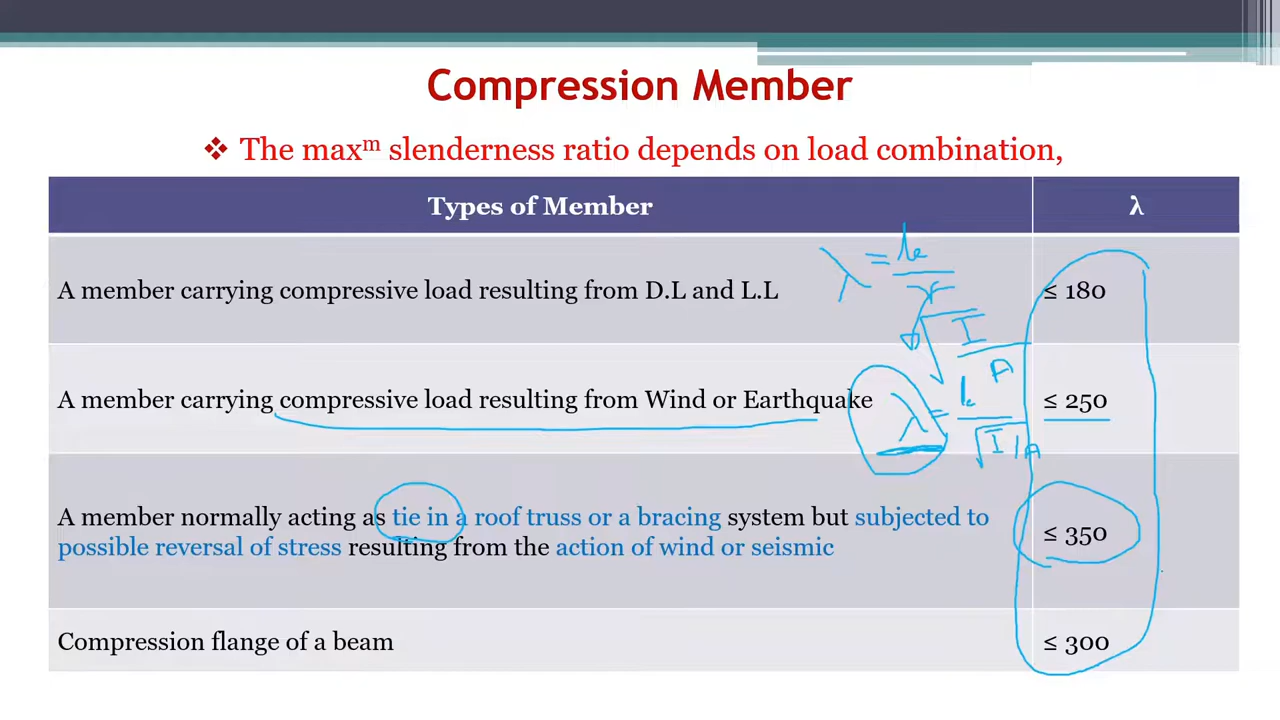 Compression Member
❖ The maxᵐ slenderness ratio depends on load combination,
Types of Member λ
A member carrying compressive load resulting from D.L and L.L ≤ 180
λ = le / r
√I / A
A member carrying compressive load resulting from Wind or Earthquake ≤ 250
λ = le / √I/A
A member normally acting as tie in a roof truss or a bracing system but subjected to
possible reversal of stress resulting from the action of wind or seismic ≤ 350
Compression flange of a beam ≤ 300